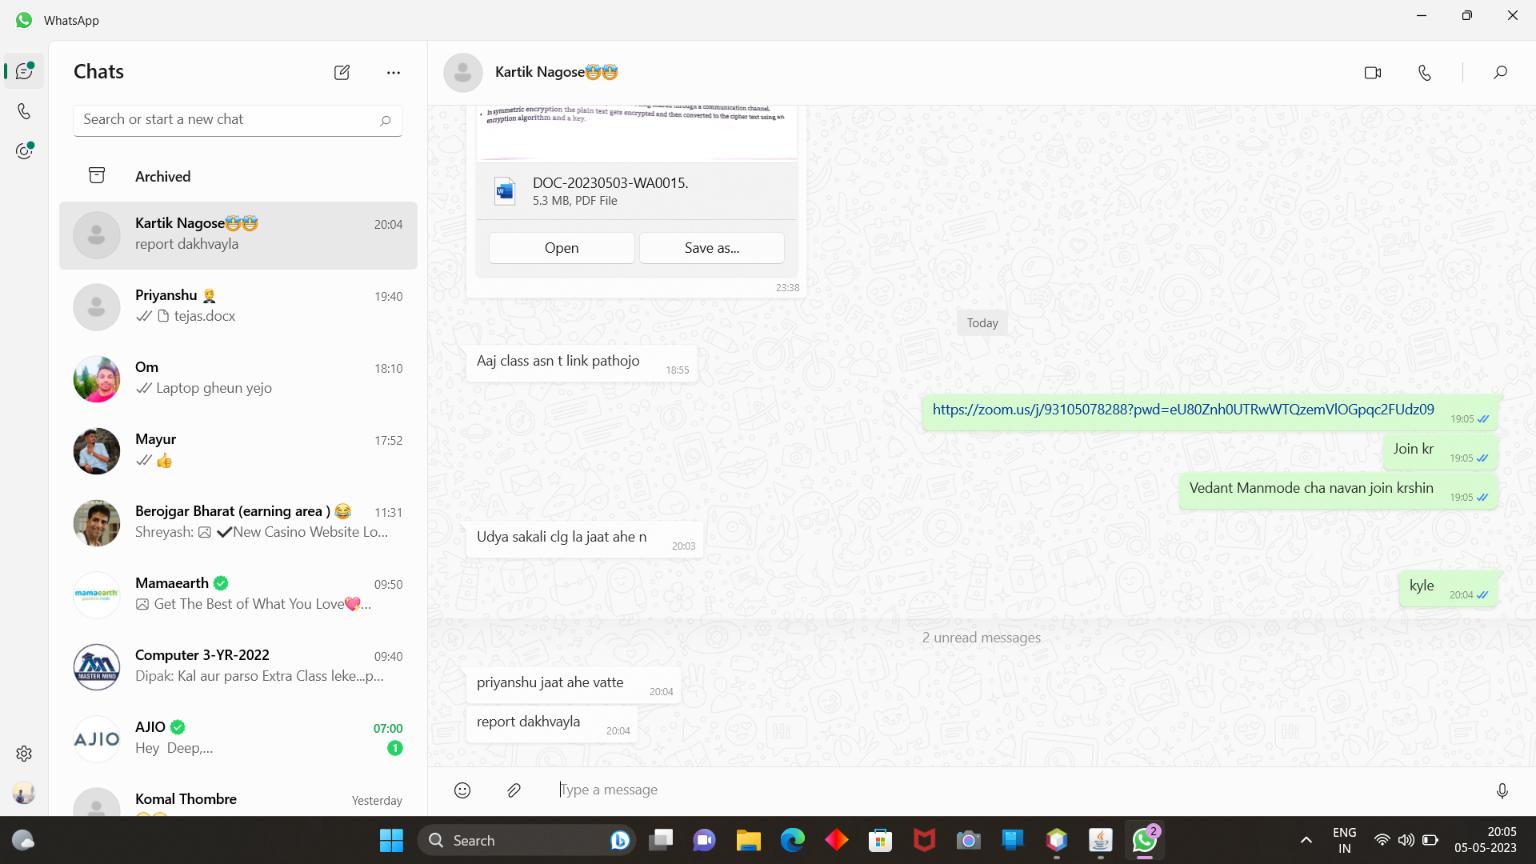 WhatsApp
Chats
Search or start a new chat
Archived
Kartik Nagose🤓🤓 20:04
report dakhvayla
Priyanshu 19:40
tejas.docx
Om 18:10
Laptop gheun yejo
Mayur 17:52
👍
Berojgar Bharat (earning area ) 😂 11:31
Shreyash: ✔New Casino Website Lo...
Mamaearth 09:50
mamaearth
Get The Best of What You Love💘...
Computer 3-YR-2022 09:40
MASTER MIND
Dipak: Kal aur parso Extra Class leke...p...
AJIO 07:00
AJIO
Hey Deep,... 1
Komal Thombre Yesterday
Kartik Nagose🤓🤓
through a communication channel.
In symmetric encryption the plain text gets encrypted and then converted to the cipher text using an
encryption algorithm and a key.
DOC-20230503-WA0015.
5.3 MB, PDF File
Open Save as...
23:38
Today
Aaj class asn t link pathojo 18:55
https://zoom.us/j/93105078288?pwd=eU80Znh0UTRwWTQzemVlOGpqc2FUdz09 19:05
Join kr 19:05
Vedant Manmode cha navan join krshin 19:05
Udya sakali clg la jaat ahe n 20:03
kyle 20:04
2 unread messages
priyanshu jaat ahe vatte 20:04
report dakhvayla 20:04
Type a message
Search
2
ENG
IN
20:05
05-05-2023